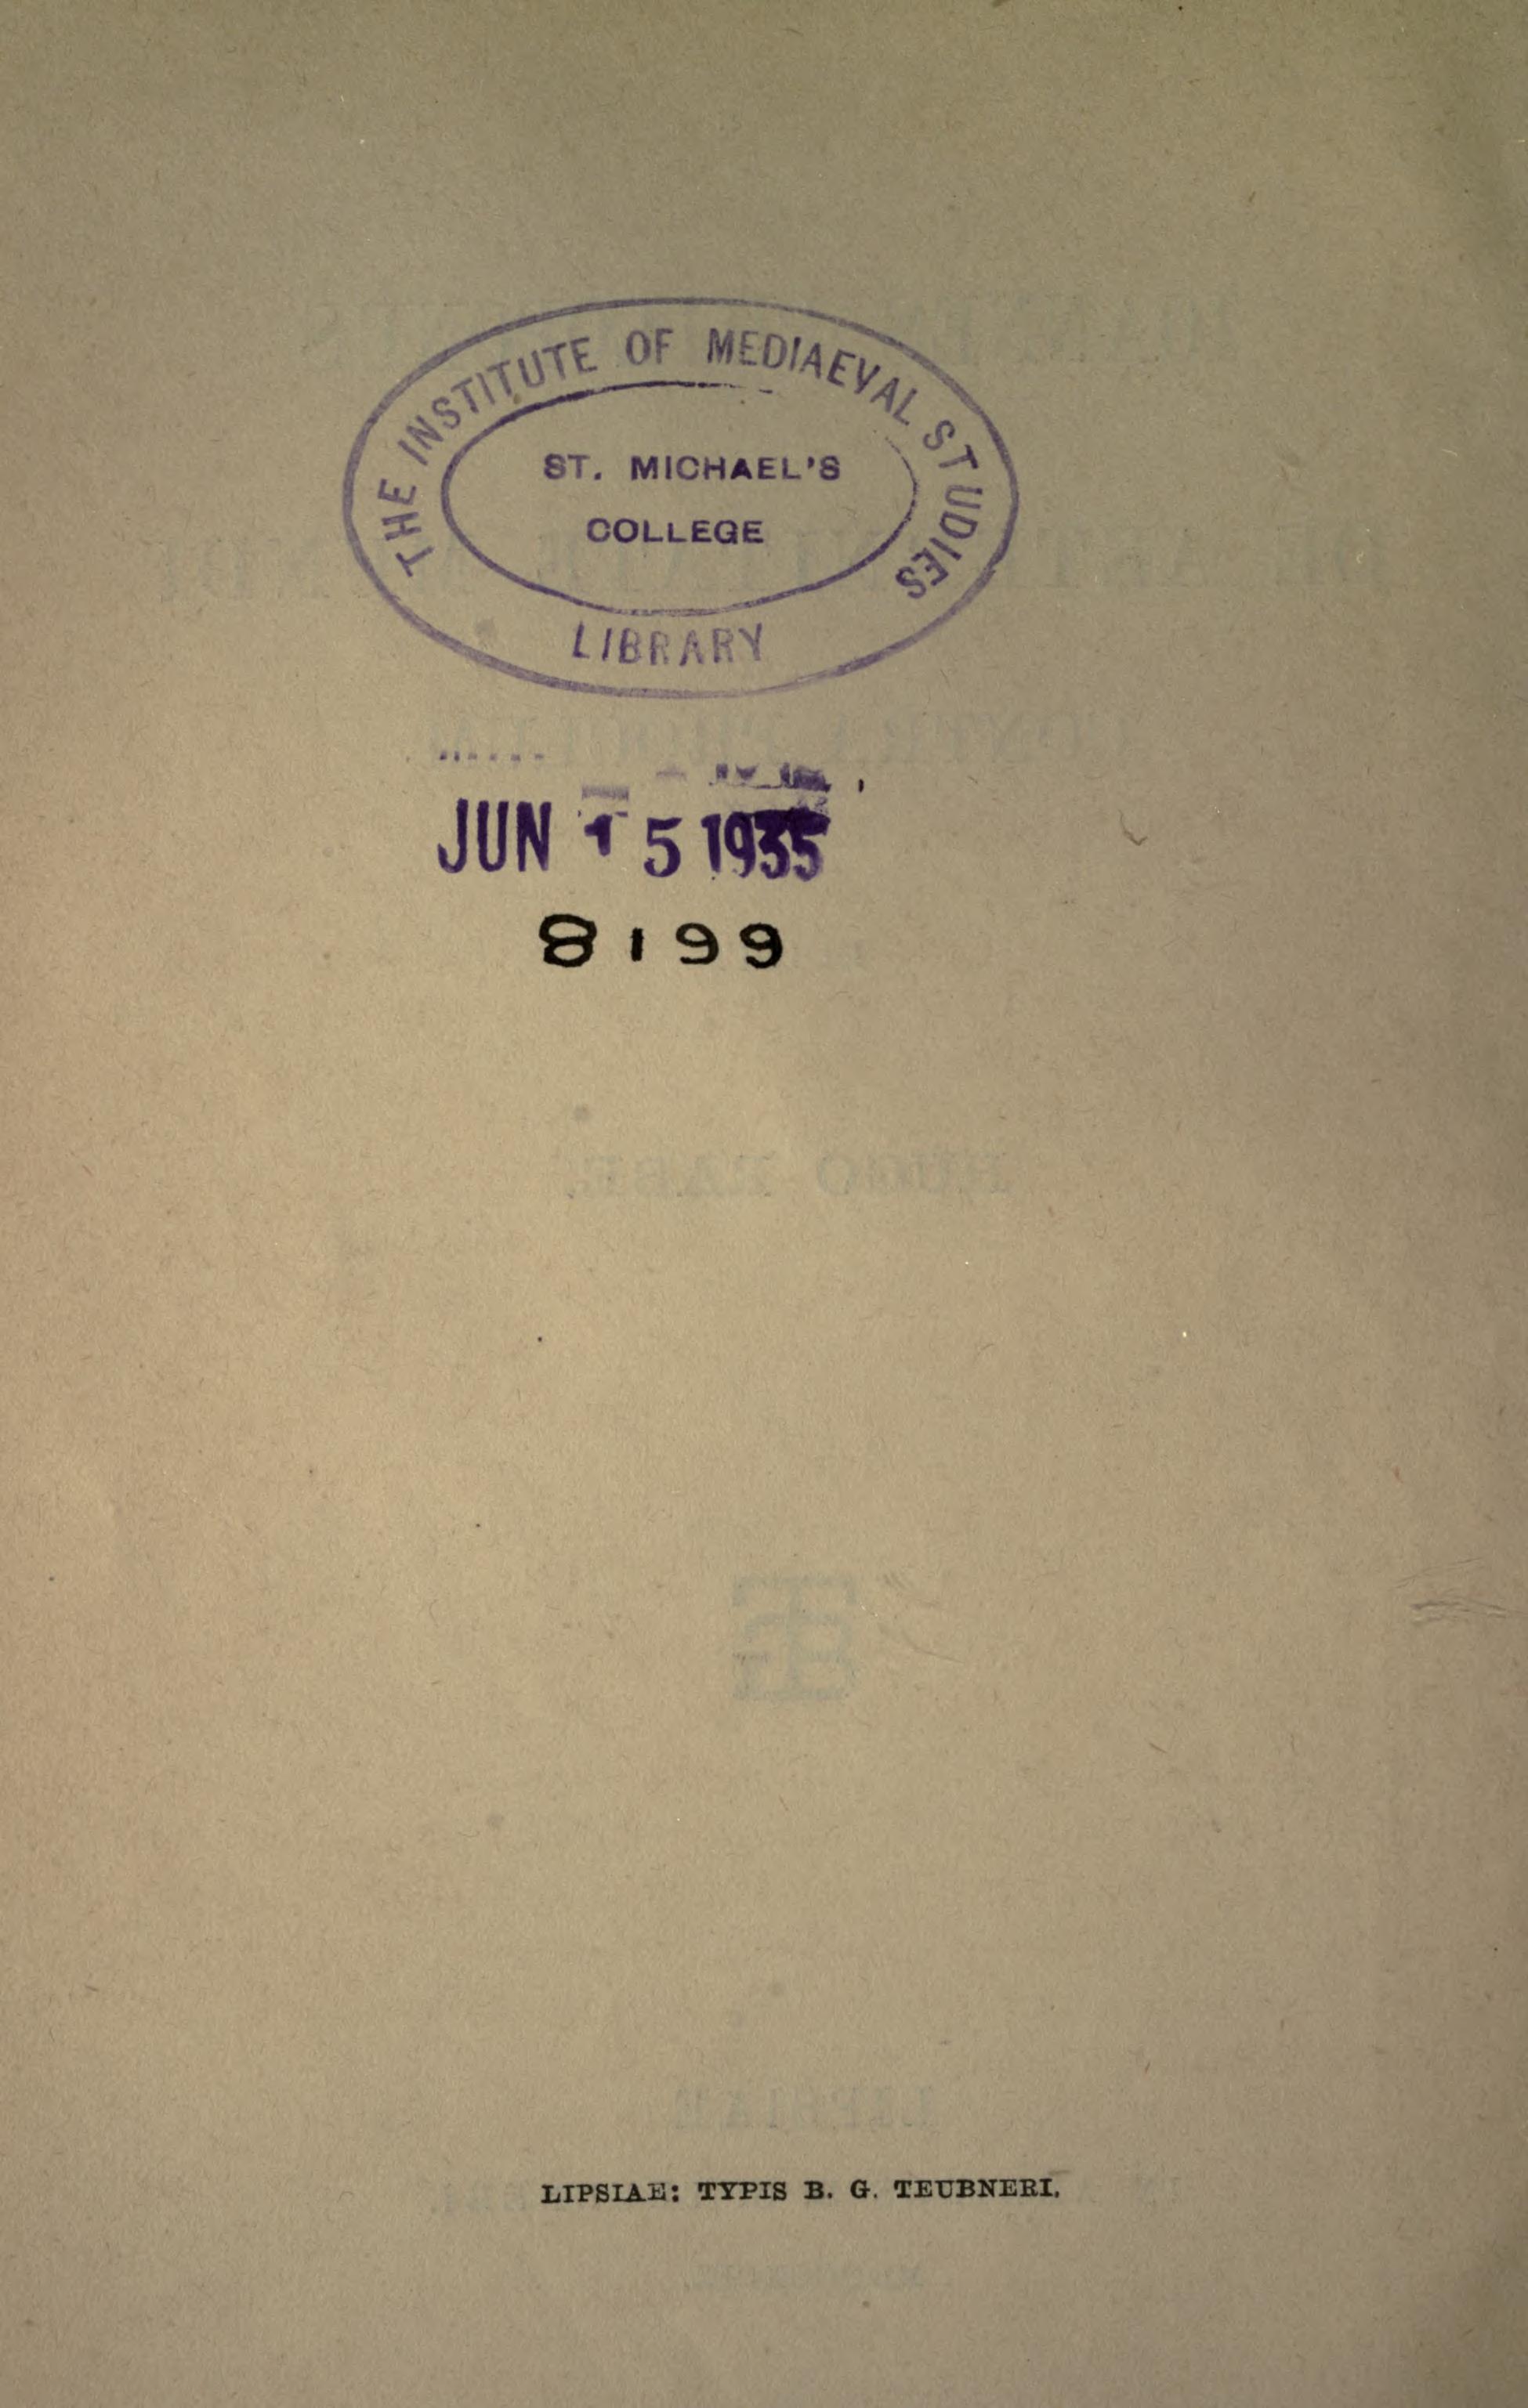 THE INSTITUTE OF MEDIAEVAL STUDIES
ST. MICHAEL'S
COLLEGE
LIBRARY
JUN 15 1935
8199
LIPSIAE: TYPIS B. G. TEUBNERI.